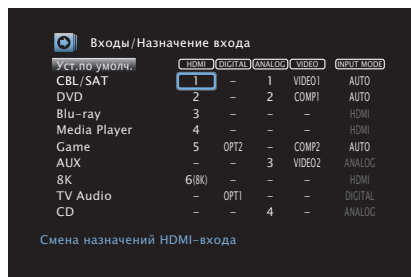 Входы/Назначение входа
Уст.по умолч. HDMI DIGITAL ANALOG VIDEO INPUT MODE
CBL/SAT 1 – 1 VIDEO1 AUTO
DVD 2 – 2 COMP1 AUTO
Blu-ray 3 – – – HDMI
Media Player 4 – – – HDMI
Game 5 OPT2 – COMP2 AUTO
AUX – – 3 VIDEO2 ANALOG
8K 6(8K) – – – HDMI
TV Audio – OPT1 – – DIGITAL
CD – – 4 – ANALOG
Смена назначений HDMI-входа